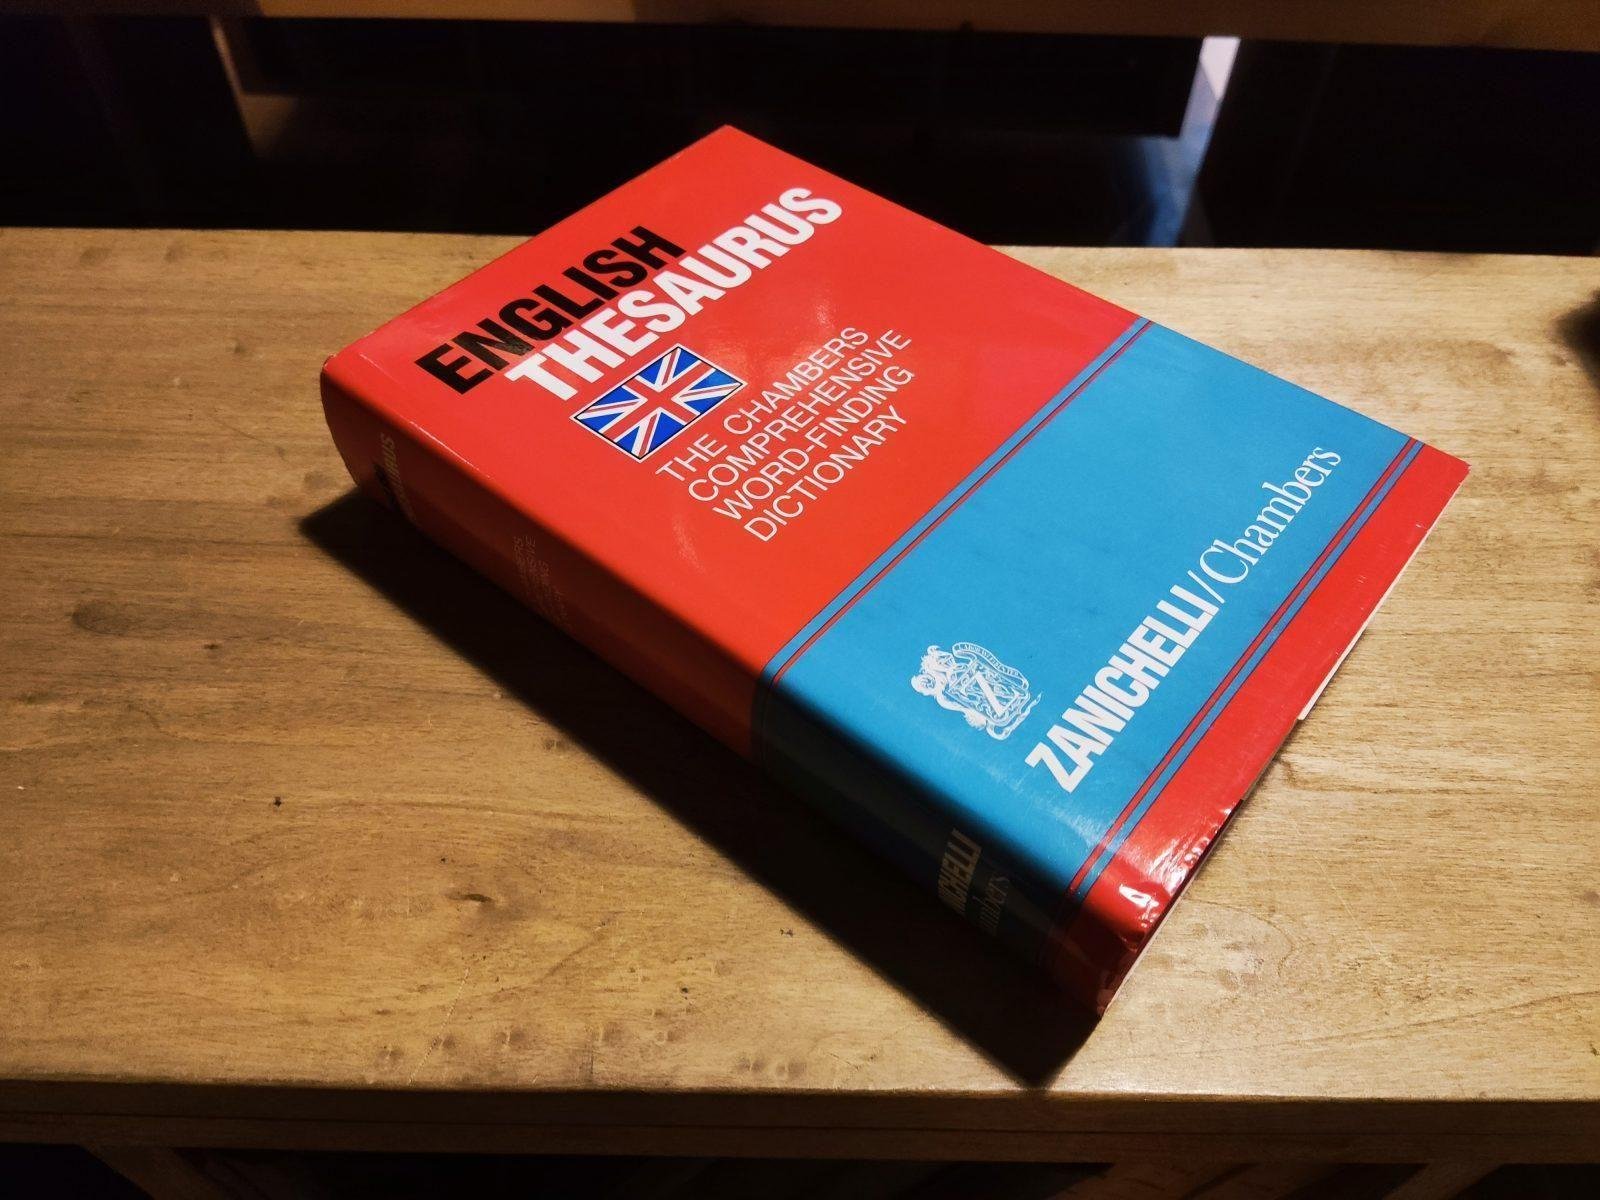 ENGLISH
THESAURUS
THE CHAMBERS
COMPREHENSIVE
WORD-FINDING
DICTIONARY
ZANICHELLI/Chambers
Z